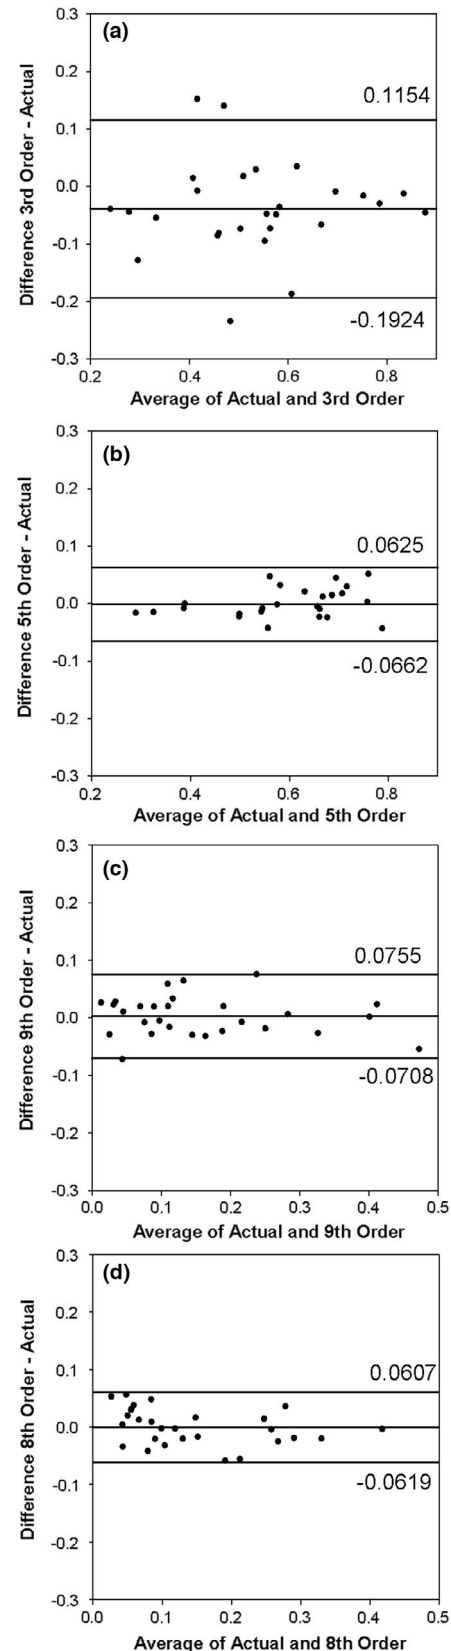 (a)
0.3
0.2
0.1
0.0
-0.1
-0.2
-0.3
0.1154
-0.1924
Difference 3rd Order - Actual
0.2 0.4 0.6 0.8
Average of Actual and 3rd Order
(b)
0.3
0.2
0.1
0.0
-0.1
-0.2
-0.3
0.0625
-0.0662
Difference 5th Order - Actual
0.2 0.4 0.6 0.8
Average of Actual and 5th Order
(c)
0.3
0.2
0.1
0.0
-0.1
-0.2
-0.3
0.0755
-0.0708
Difference 9th Order - Actual
0.0 0.1 0.2 0.3 0.4 0.5
Average of Actual and 9th Order
(d)
0.3
0.2
0.1
0.0
-0.1
-0.2
-0.3
0.0607
-0.0619
Difference 8th Order - Actual
0.0 0.1 0.2 0.3 0.4 0.5
Average of Actual and 8th Order